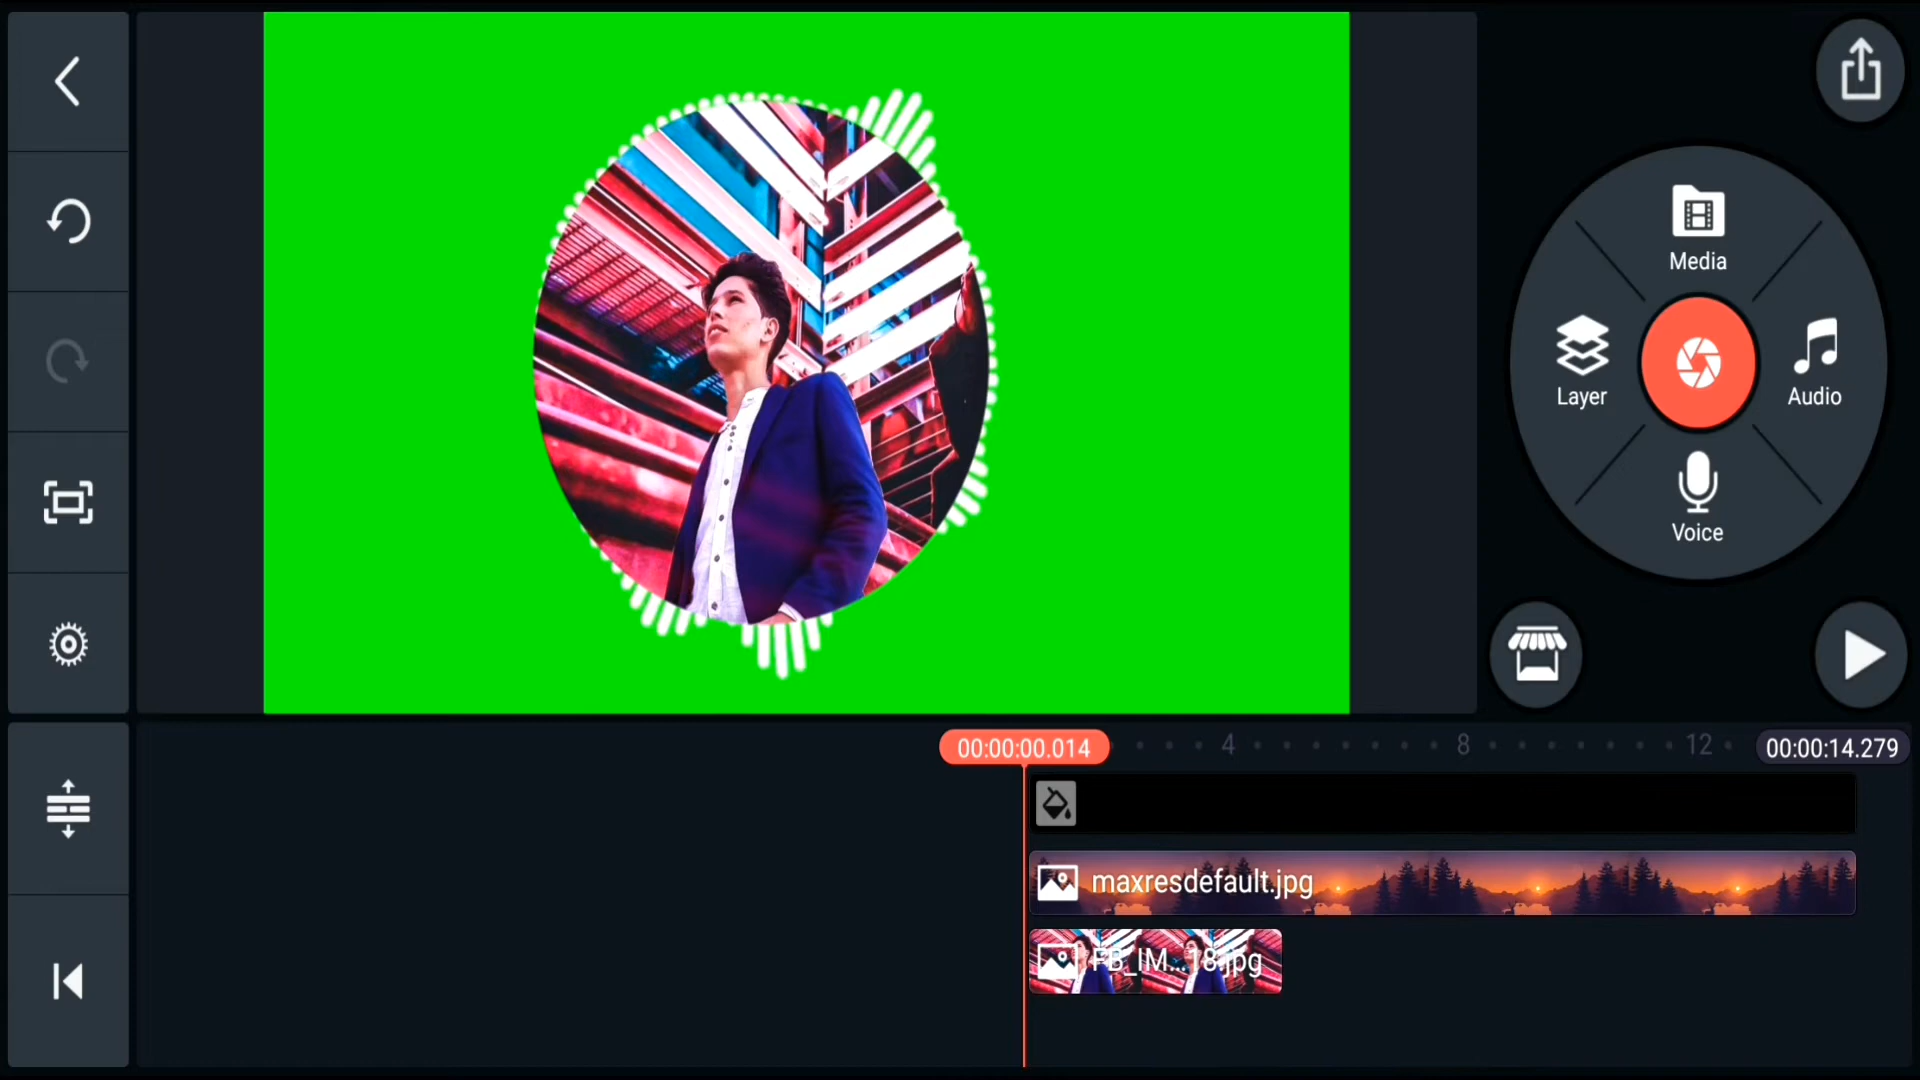 Media
Layer
Audio
Voice
00:00:00.014
4
8
12
00:00:14.279
maxresdefault.jpg
FB_IM...18.jpg